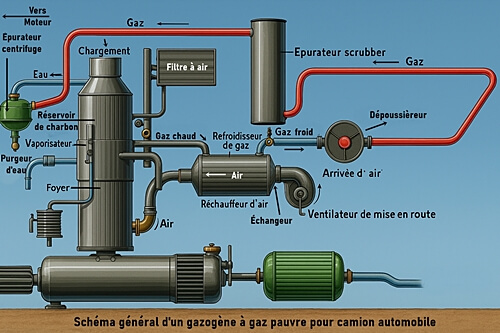 Vers
Moteur
Epurateur
centrifuge
Gaz
Chargement
Eau
Filtre à air
Epurateur scrubber
Gaz
Réservoir
de charbon
Vaporisateur
Gaz chaud
Refroidisseur
de gaz
Gaz froid
Dépoussièreur
Purgeur
d'eau
Foyer
Air
Arrivée d' air
Réchauffeur d'air
Échangeur
Ventilateur de mise en route
Air
Schéma général d'un gazogène à gaz pauvre pour camion automobile